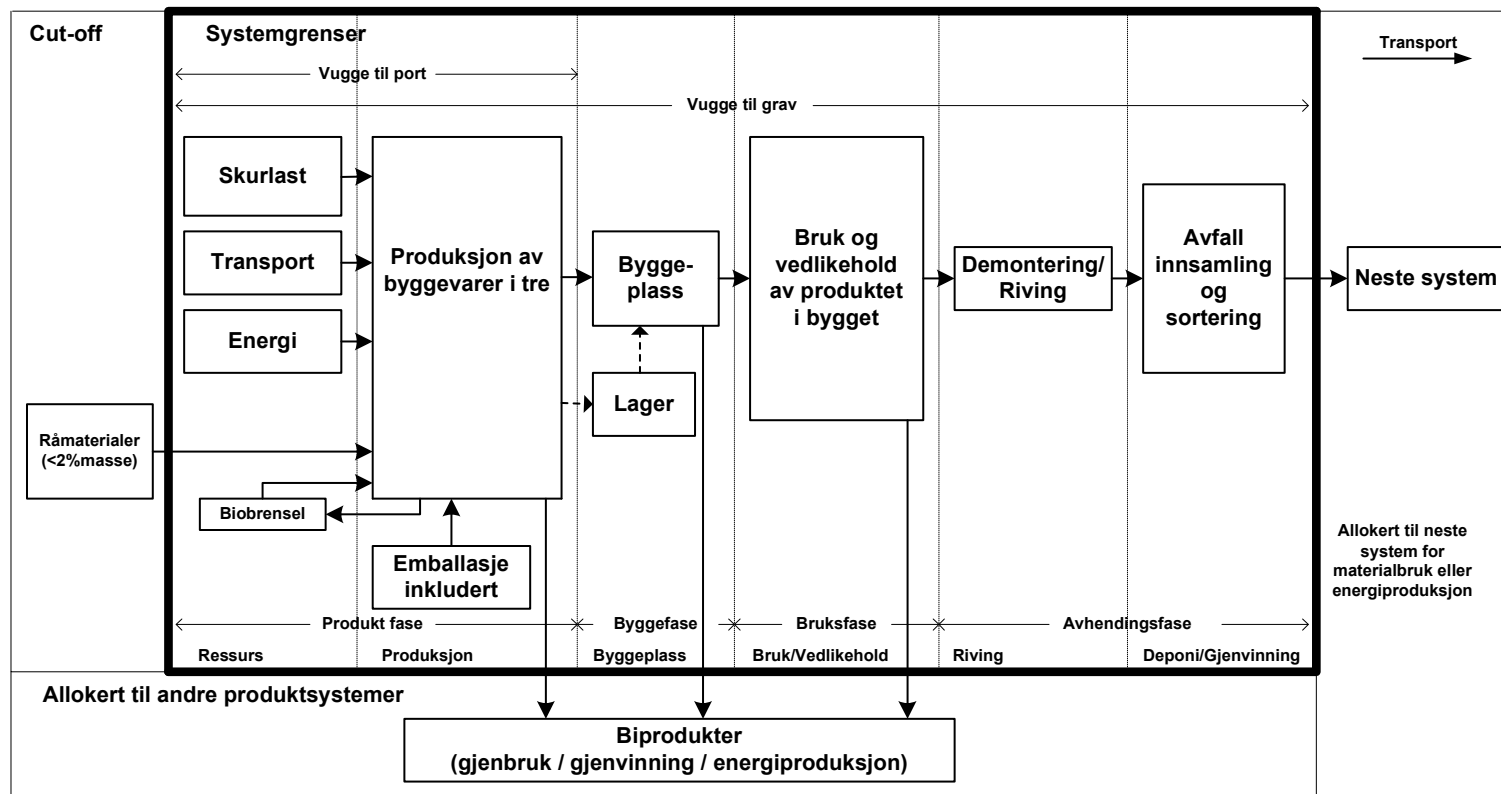 Cut-off
Systemgrenser
Transport
Vugge til port
Vugge til grav
Skurlast
Transport
Energi
Råmaterialer
(<2%masse)
Biobrensel
Produksjon av
byggevarer i tre
Emballasje
inkludert
Bygge-
plass
Lager
Bruk og
vedlikehold
av produktet
i bygget
Demontering/
Riving
Avfall
innsamling
og
sortering
Neste system
Allokert til neste
system for
materialbruk eller
energiproduksjon
Produkt fase
Byggefase
Bruksfase
Avhendingsfase
Ressurs
Produksjon
Byggeplass
Bruk/Vedlikehold
Riving
Deponi/Gjenvinning
Allokert til andre produktsystemer
Biprodukter
(gjenbruk / gjenvinning / energiproduksjon)